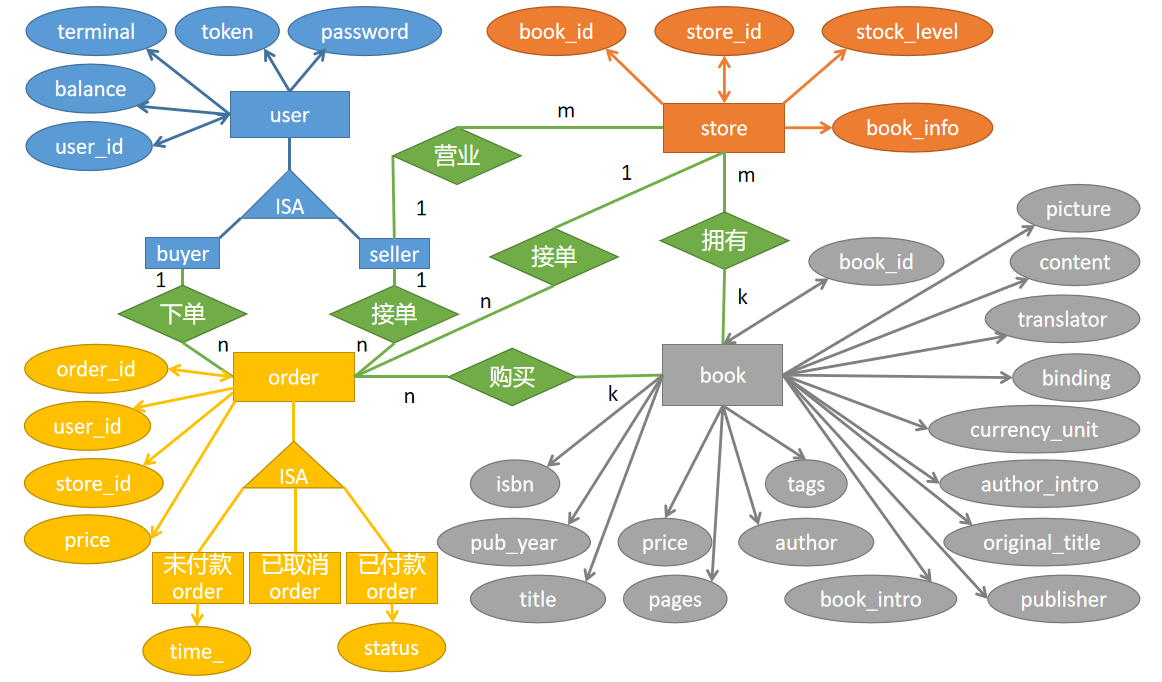 terminal
token
password
book_id
store_id
stock_level
balance
user
m
store
book_info
user_id
营业
1
m
ISA
1
picture
buyer
seller
接单
拥有
book_id
content
1
1
下单
接单
n
k
translator
n
n
order_id
order
购买
book
binding
n
k
user_id
currency_unit
store_id
ISA
isbn
tags
author_intro
price
pub_year
price
author
original_title
未付款
order
已取消
order
已付款
order
title
pages
book_intro
publisher
time_
status